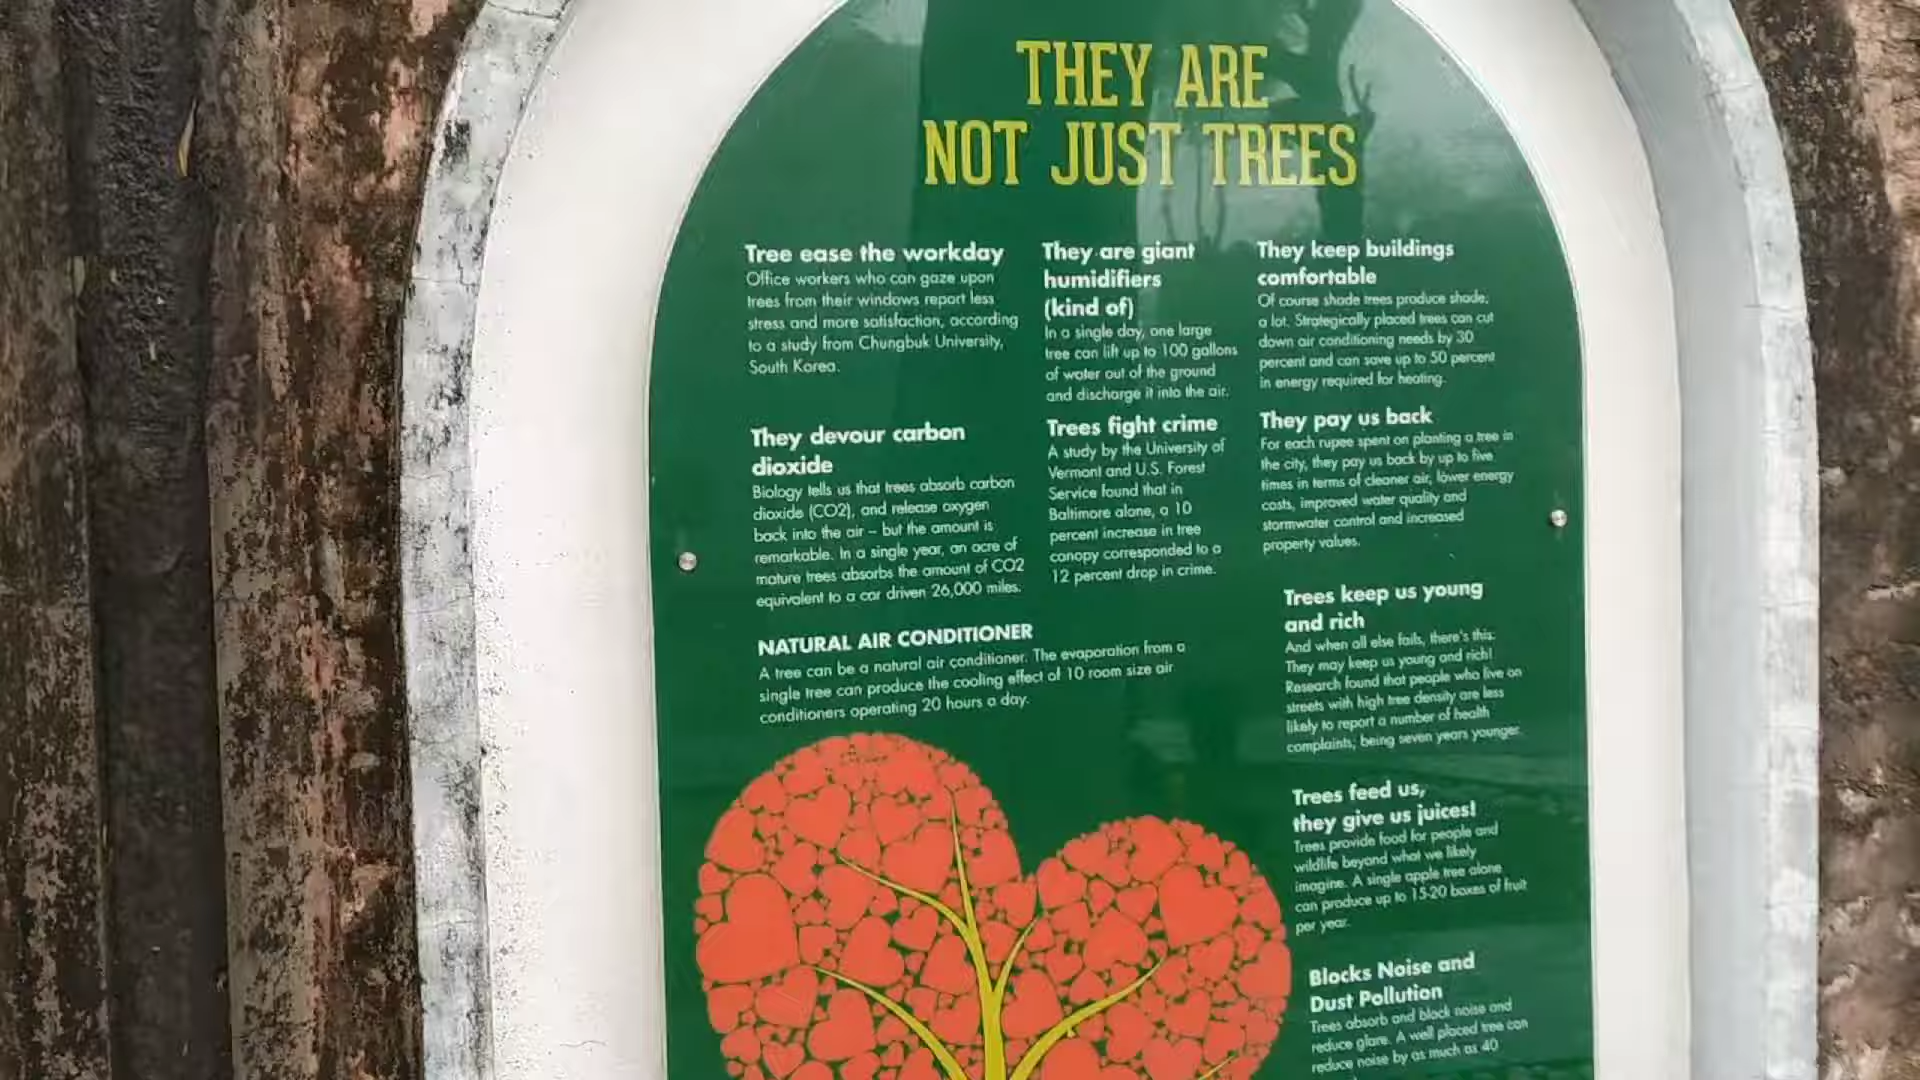 THEY ARE
NOT JUST TREES
Tree ease the workday
Office workers who can gaze upon
trees from their windows report less
stress and more satisfaction, according
to a study from Chungbuk University,
South Korea.
They are giant
humidifiers
(kind of)
In a single day, one large
tree can lift up to 100 gallons
of water out of the ground
and discharge it into the air.
They keep buildings
comfortable
Of course shade trees produce shade,
a lot. Strategically placed trees can cut
down air conditioning needs by 30
percent and can save up to 50 percent
in energy required for heating.
They devour carbon
dioxide
Biology tells us that trees absorb carbon
dioxide (CO2), and release oxygen
back into the air – but the amount is
remarkable. In a single year, an acre of
mature trees absorbs the amount of CO2
equivalent to a car driven 26,000 miles.
Trees fight crime
A study by the University of
Vermont and U.S. Forest
Service found that in
Baltimore alone, a 10
percent increase in tree
canopy corresponded to a
12 percent drop in crime.
They pay us back
For each rupee spent on planting a tree in
the city, they pay us back by up to five
times in terms of cleaner air, lower energy
costs, improved water quality and
stormwater control and increased
property values.
NATURAL AIR CONDITIONER
A tree can be a natural air conditioner. The evaporation from a
single tree can produce the cooling effect of 10 room size air
conditioners operating 20 hours a day.
Trees keep us young
and rich
And when all else fails, there's this:
They may keep us young and rich!
Research found that people who live on
streets with high tree density are less
likely to report a number of health
complaints; being seven years younger.
Trees feed us,
they give us juices!
Trees provide food for people and
wildlife beyond what we likely
imagine. A single apple tree alone
can produce up to 15-20 boxes of fruit
per year.
Blocks Noise and
Dust Pollution
Trees absorb and block noise and
reduce glare. A well placed tree can
reduce noise by as much as 40